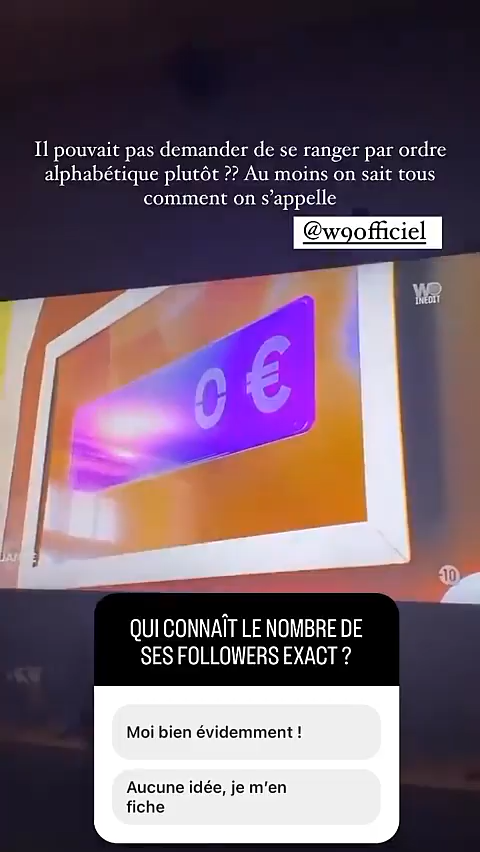 Il pouvait pas demander de se ranger par ordre
alphabétique plutôt ?? Au moins on sait tous
comment on s’appelle
@w9officiel
W9
INÉDIT
0 €
-10
QUI CONNAÎT LE NOMBRE DE
SES FOLLOWERS EXACT ?
Moi bien évidemment !
Aucune idée, je m’en
fiche